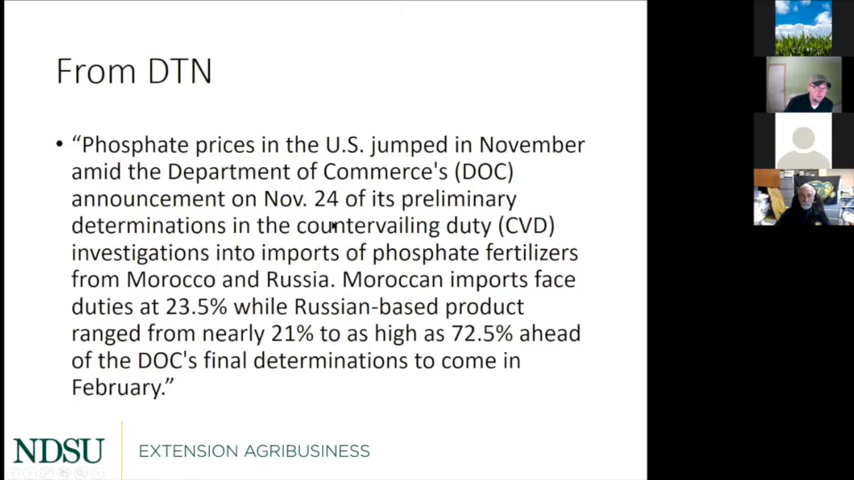 From DTN
• “Phosphate prices in the U.S. jumped in November
amid the Department of Commerce's (DOC)
announcement on Nov. 24 of its preliminary
determinations in the countervailing duty (CVD)
investigations into imports of phosphate fertilizers
from Morocco and Russia. Moroccan imports face
duties at 23.5% while Russian-based product
ranged from nearly 21% to as high as 72.5% ahead
of the DOC's final determinations to come in
February.”
NDSU EXTENSION AGRIBUSINESS